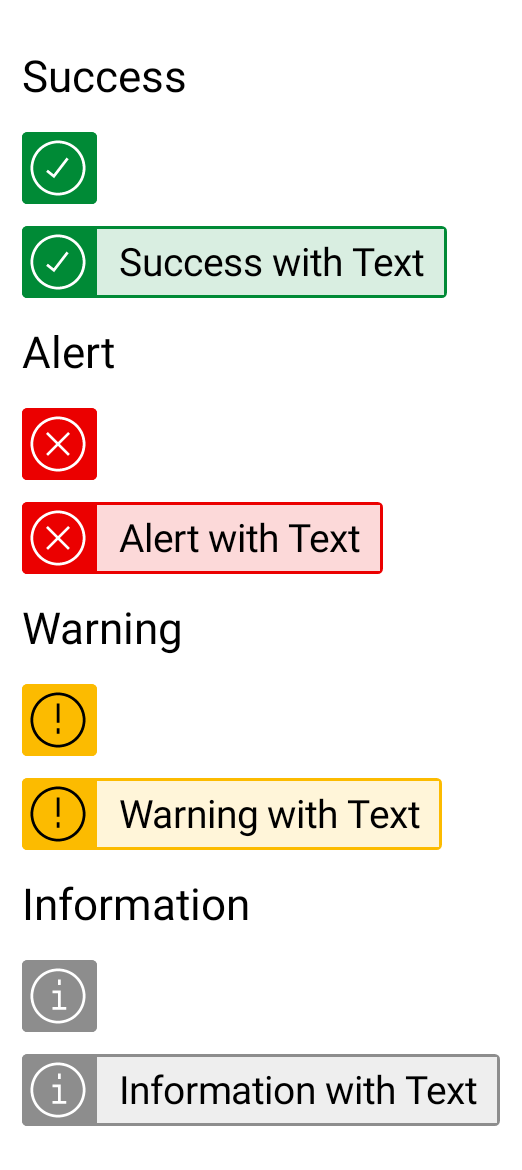 Success
Success with Text
Alert
Alert with Text
Warning
Warning with Text
Information
Information with Text